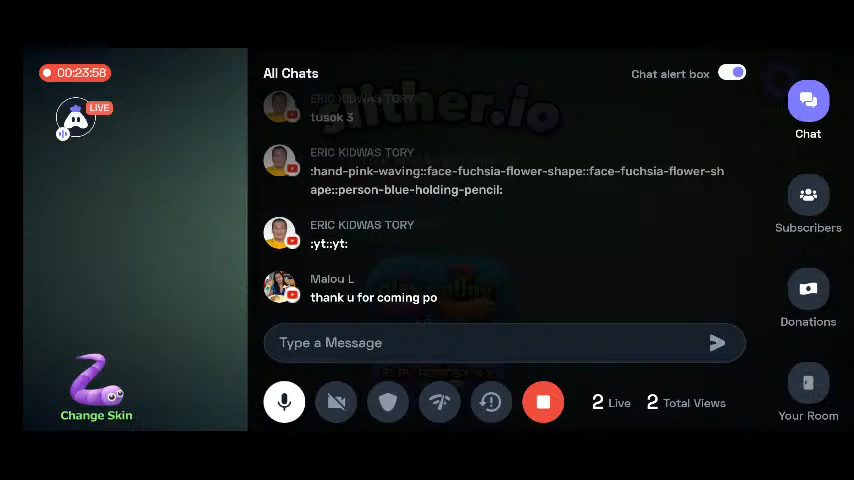 00:23:58
LIVE
All Chats
Chat alert box
slither.io
ERIC KIDWAS TORY
tusok 3
ERIC KIDWAS TORY
:hand-pink-waving::face-fuchsia-flower-shape::face-fuchsia-flower-sh
ape::person-blue-holding-pencil:
ERIC KIDWAS TORY
:yt::yt:
Malou L
thank u for coming po
Type a Message
2 Live
2 Total Views
Chat
Subscribers
Donations
Your Room
Change Skin